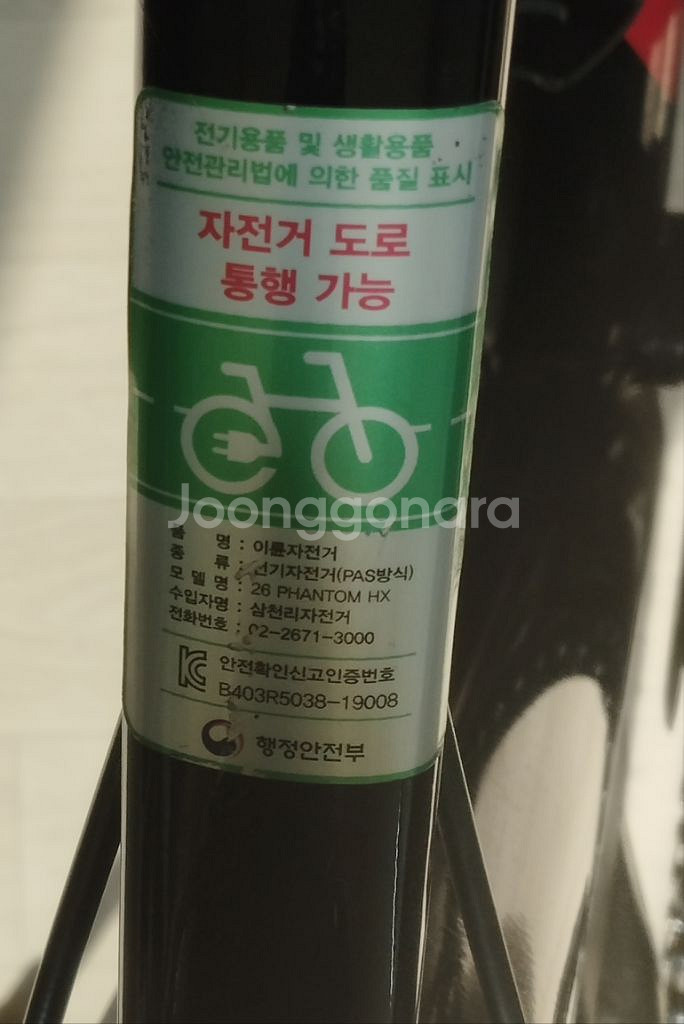 전기용품 및 생활용품
안전관리법에 의한 품질 표시
자전거 도로
통행 가능
Joonggonara
품 명 : 이륜자전거
종 류 : 전기자전거(PAS방식)
모델명 : 26 PHANTOM HX
수입자명 : 삼천리자전거
전화번호 : 02-2671-3000
안전확인신고인증번호
B403R5038-19008
행정안전부